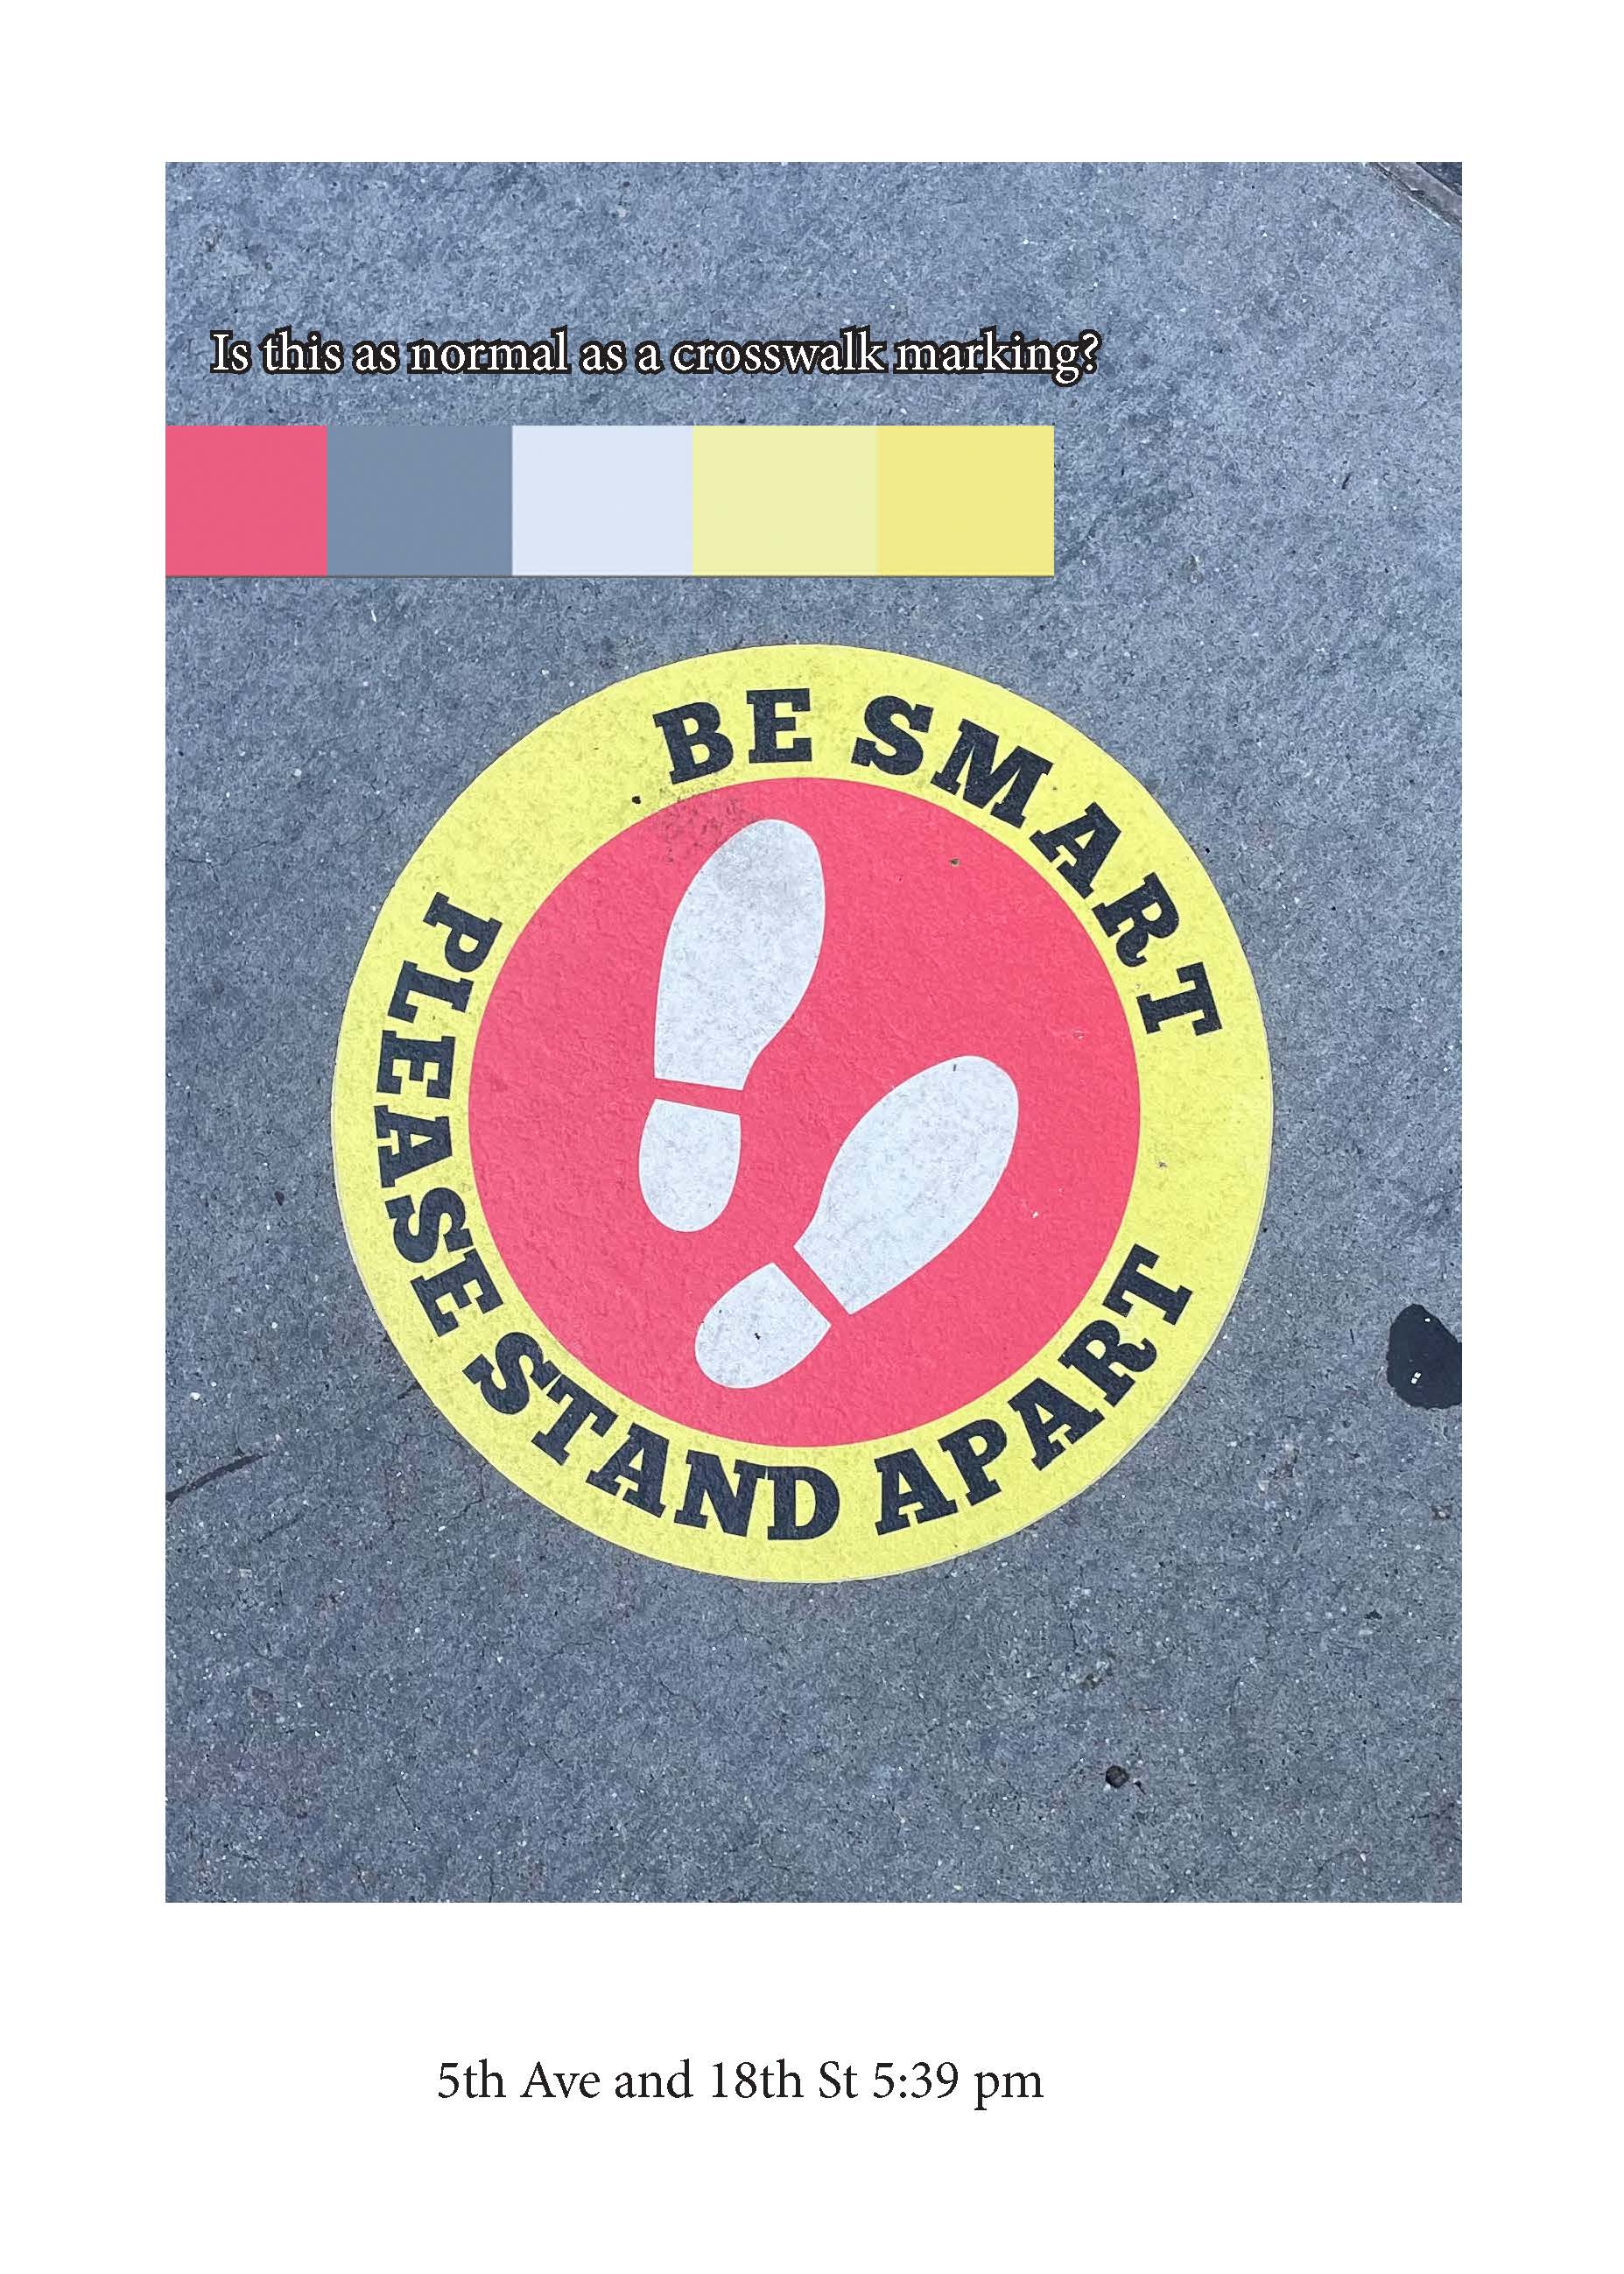 Is this as normal as a crosswalk marking?
BE SMART
PLEASE STAND APART
5th Ave and 18th St 5:39 pm